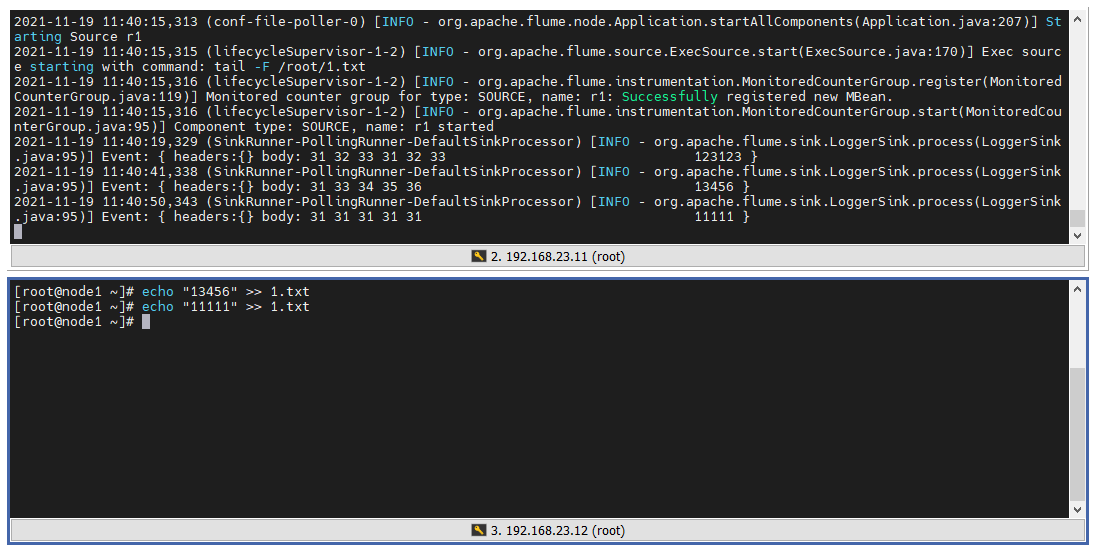 2021-11-19 11:40:15,313 (conf-file-poller-0) [INFO - org.apache.flume.node.Application.startAllComponents(Application.java:207)] St
arting Source r1
2021-11-19 11:40:15,315 (lifecycleSupervisor-1-2) [INFO - org.apache.flume.source.ExecSource.start(ExecSource.java:170)] Exec sourc
e starting with command: tail -F /root/1.txt
2021-11-19 11:40:15,316 (lifecycleSupervisor-1-2) [INFO - org.apache.flume.instrumentation.MonitoredCounterGroup.register(Monitored
CounterGroup.java:119)] Monitored counter group for type: SOURCE, name: r1: Successfully registered new MBean.
2021-11-19 11:40:15,316 (lifecycleSupervisor-1-2) [INFO - org.apache.flume.instrumentation.MonitoredCounterGroup.start(MonitoredCou
nterGroup.java:95)] Component type: SOURCE, name: r1 started
2021-11-19 11:40:19,329 (SinkRunner-PollingRunner-DefaultSinkProcessor) [INFO - org.apache.flume.sink.LoggerSink.process(LoggerSink
.java:95)] Event: { headers:{} body: 31 32 33 31 32 33 123123 }
2021-11-19 11:40:41,338 (SinkRunner-PollingRunner-DefaultSinkProcessor) [INFO - org.apache.flume.sink.LoggerSink.process(LoggerSink
.java:95)] Event: { headers:{} body: 31 33 34 35 36 13456 }
2021-11-19 11:40:50,343 (SinkRunner-PollingRunner-DefaultSinkProcessor) [INFO - org.apache.flume.sink.LoggerSink.process(LoggerSink
.java:95)] Event: { headers:{} body: 31 31 31 31 31 11111 }
2. 192.168.23.11 (root)
[root@node1 ~]# echo "13456" >> 1.txt
[root@node1 ~]# echo "11111" >> 1.txt
[root@node1 ~]#
3. 192.168.23.12 (root)